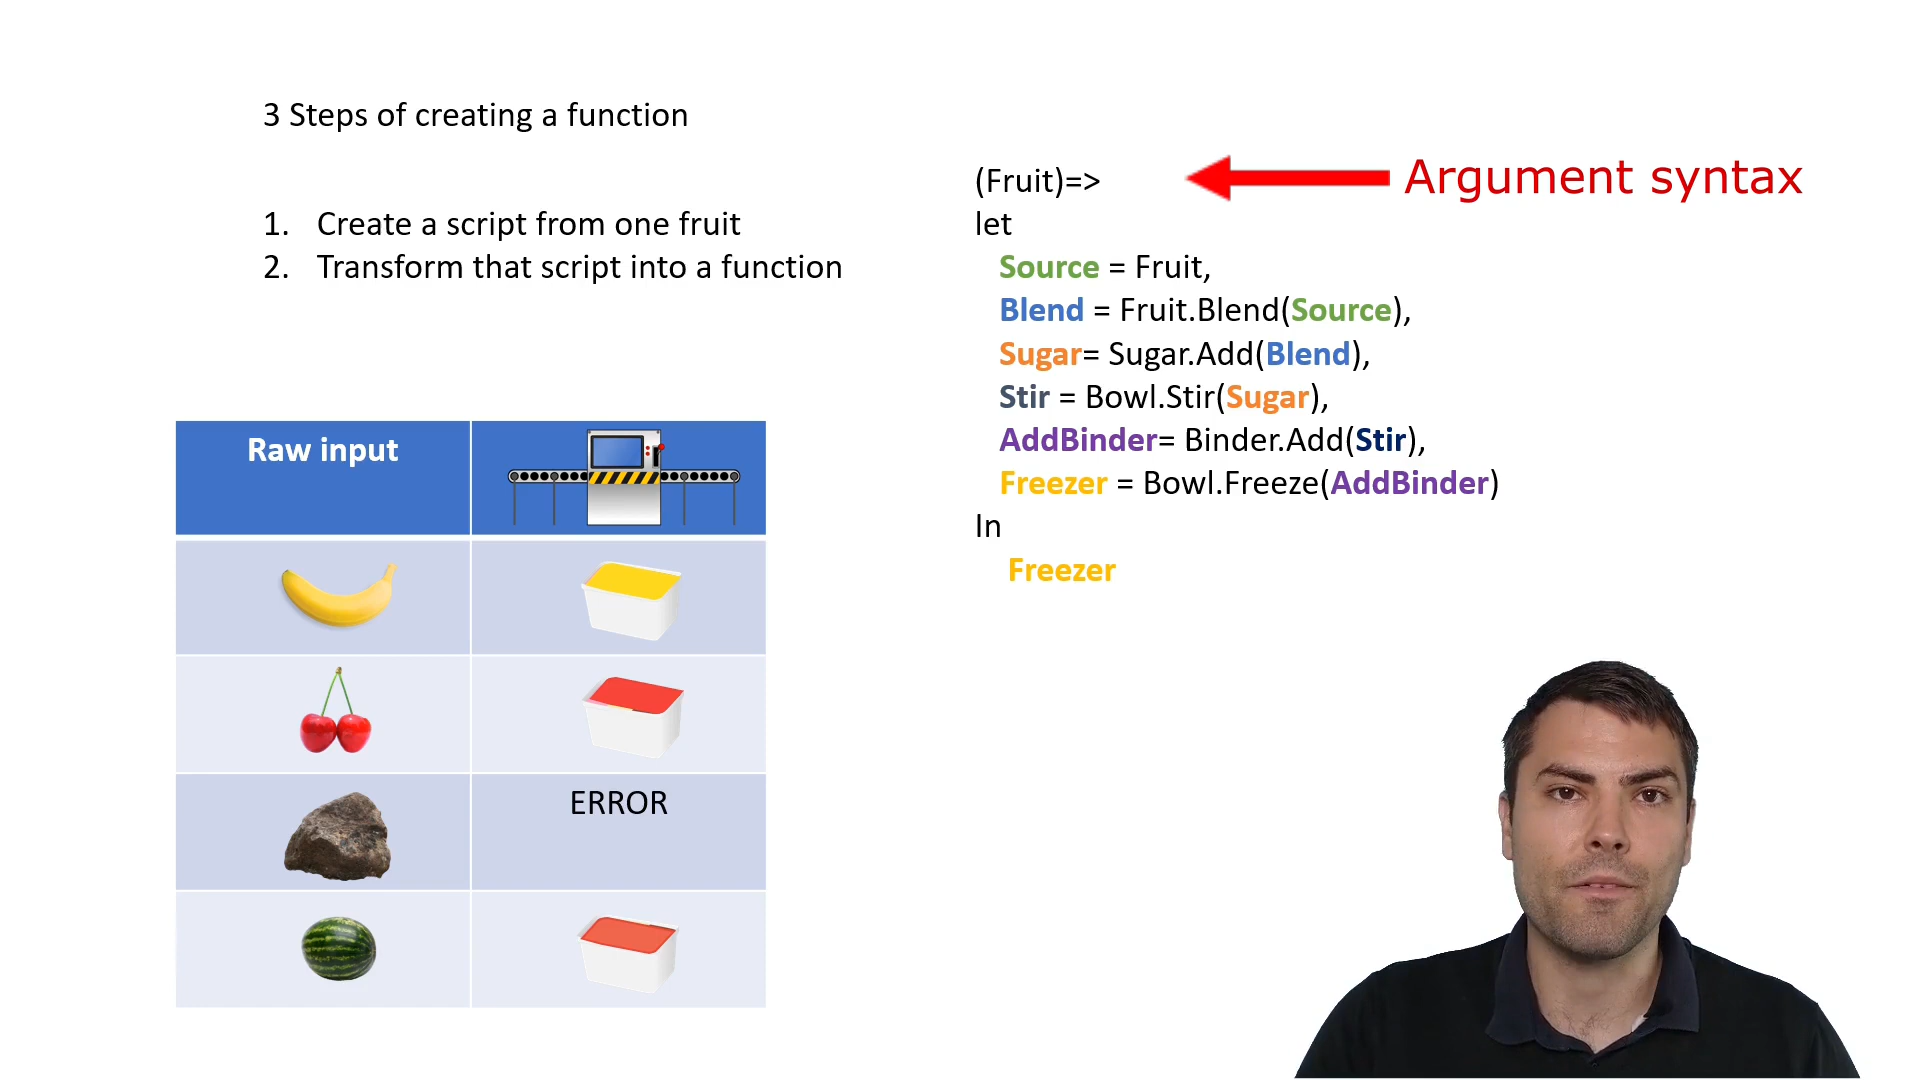 3 Steps of creating a function
1. Create a script from one fruit
2. Transform that script into a function
Raw input
ERROR
(Fruit)=>
Argument syntax
let
Source = Fruit,
Blend = Fruit.Blend(Source),
Sugar= Sugar.Add(Blend),
Stir = Bowl.Stir(Sugar),
AddBinder= Binder.Add(Stir),
Freezer = Bowl.Freeze(AddBinder)
In
Freezer